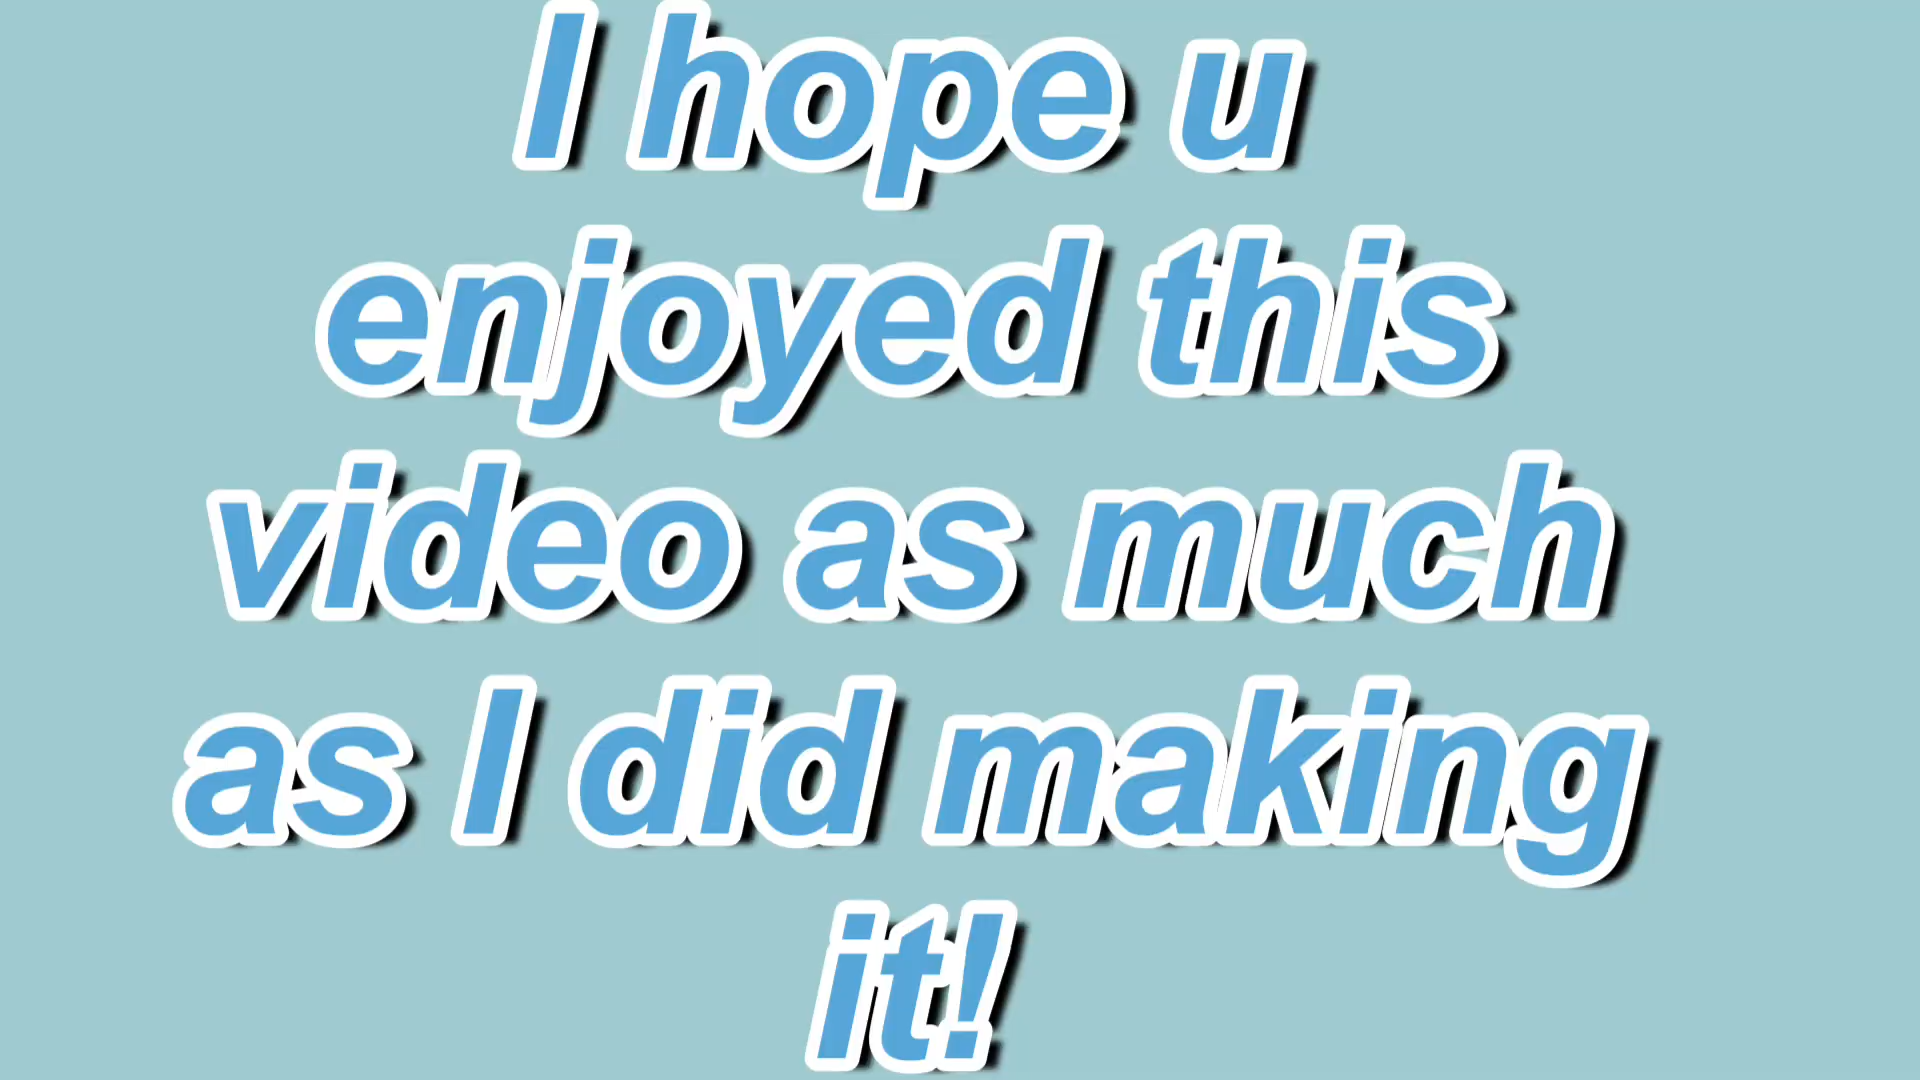 I hope u
enjoyed this
video as much
as I did making
it!